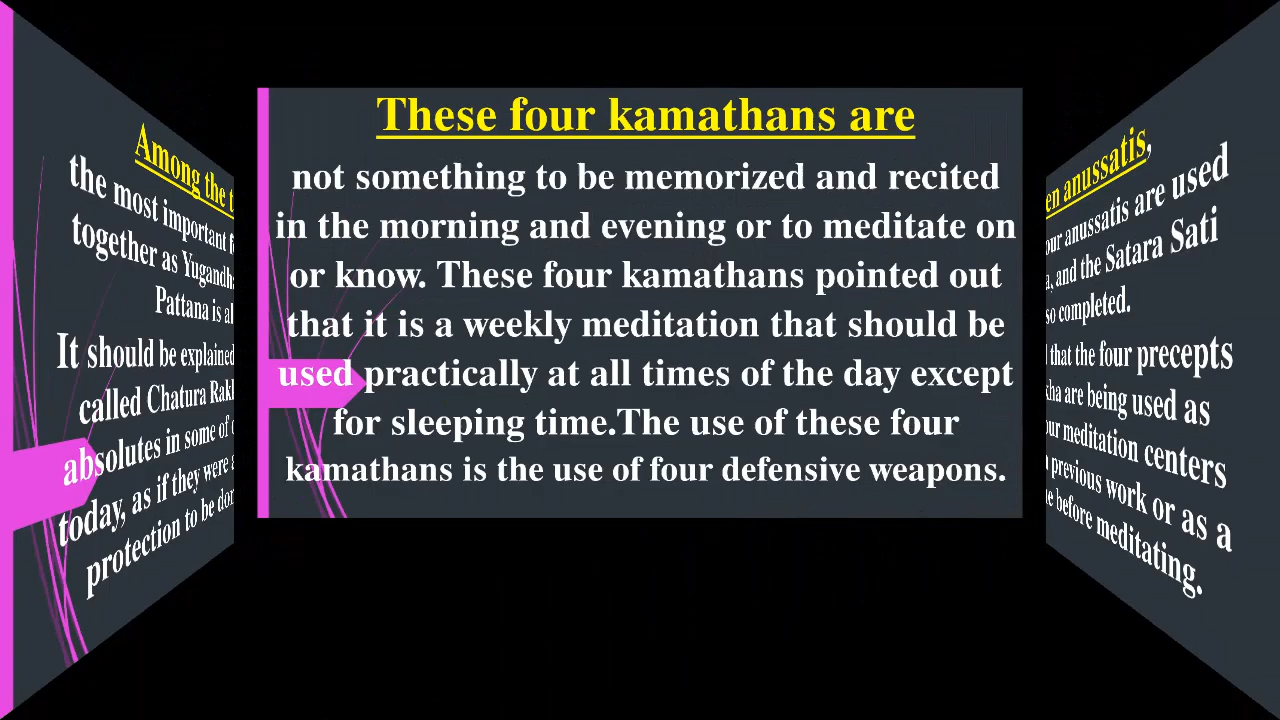 Among the t
the most important f
together as Yugandha
Pattana is al
It should be explained
called Chatura Rak
absolutes in some of
today, as if they were
protection to be don
These four kamathans are
not something to be memorized and recited
in the morning and evening or to meditate on
or know. These four kamathans pointed out
that it is a weekly meditation that should be
used practically at all times of the day except
for sleeping time.The use of these four
kamathans is the use of four defensive weapons.
en anussatis,
our anussatis are used
a, and the Satara Sati
so completed.
that the four precepts
kha are being used as
our meditation centers
previous work or as a
e before meditating.